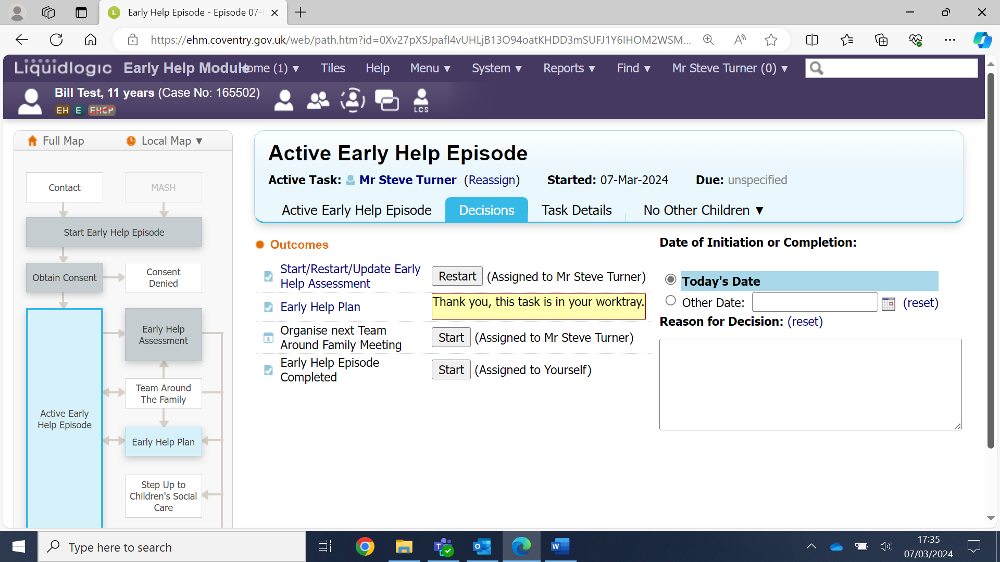 Early Help Episode - Episode 07-
https://ehm.coventry.gov.uk/web/path.htm?id=0Xv27pXSJpafI4vUHLjB13O94oatKHDD3mSUFJ1Y6IHOM2WSM...
Liquidlogic Early Help Module ome (1) ▼ Tiles Help Menu ▼ System ▼ Reports ▼ Find ▼ Mr Steve Turner (0) ▼
Bill Test, 11 years (Case No: 165502)
EH E EHCP
LCS
Full Map Local Map ▼
Contact
MASH
Start Early Help Episode
Obtain Consent
Consent
Denied
Early Help
Assessment
Team Around
The Family
Active Early
Help Episode
Early Help Plan
Step Up to
Children's Social
Care
Active Early Help Episode
Active Task: Mr Steve Turner (Reassign) Started: 07-Mar-2024 Due: unspecified
Active Early Help Episode Decisions Task Details No Other Children ▼
Outcomes
Start/Restart/Update Early
Help Assessment
Restart (Assigned to Mr Steve Turner)
Early Help Plan
Thank you, this task is in your worktray.
Organise next Team
Around Family Meeting
Start (Assigned to Mr Steve Turner)
Early Help Episode
Completed
Start (Assigned to Yourself)
Date of Initiation or Completion:
Today's Date
Other Date: (reset)
Reason for Decision: (reset)
Type here to search
17:35
07/03/2024